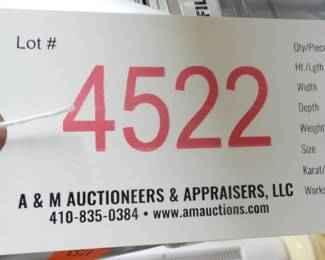 Lot #
4522
Qty/Piece
Ht./Lgth
Width
Depth
Weight
Size
Karat/
Works
A & M AUCTIONEERS & APPRAISERS, LLC
410-835-0384 • www.amauctions.com